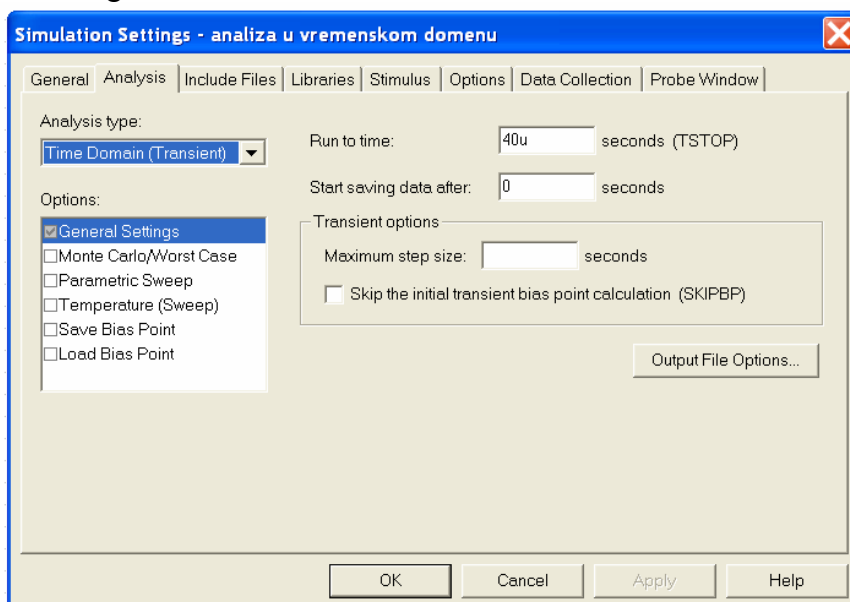 Simulation Settings - analiza u vremenskom domenu
General Analysis Include Files Libraries Stimulus Options Data Collection Probe Window
Analysis type:
Time Domain (Transient)
Options:
General Settings
Monte Carlo/Worst Case
Parametric Sweep
Temperature (Sweep)
Save Bias Point
Load Bias Point
Run to time: 40u seconds (TSTOP)
Start saving data after: 0 seconds
Transient options
Maximum step size: seconds
Skip the initial transient bias point calculation (SKIPBP)
Output File Options...
OK Cancel Apply Help